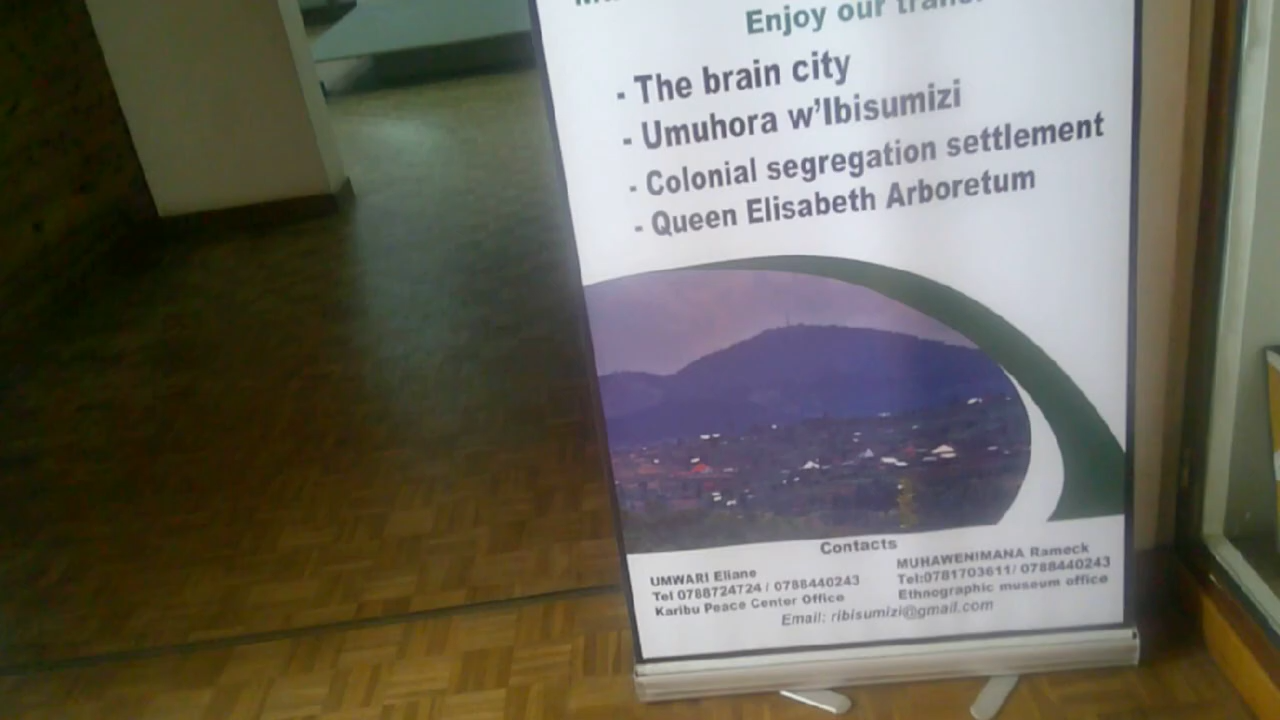 Enjoy our
- The brain city
- Umuhora w'Ibisumizi
- Colonial segregation settlement
- Queen Elisabeth Arboretum
Contacts
UMWARI Eliane
Tel 0788724724 / 0788440243
Karibu Peace Center Office
MUHAWENIMANA Rameck
Tel:0781703611/ 0788440243
Ethnographic museum office
Email: ribisumizi@gmail.com